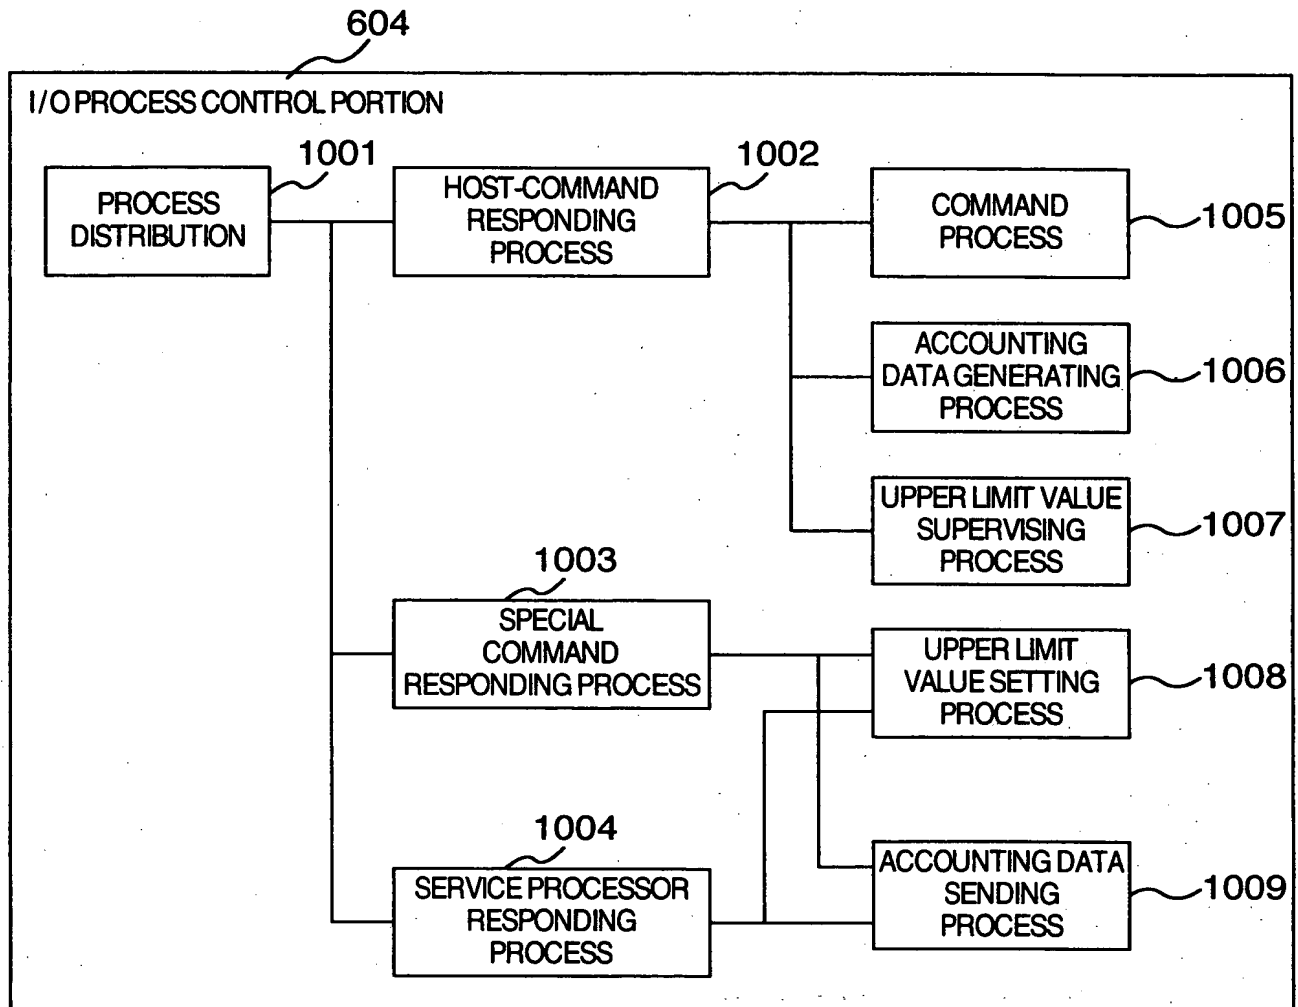 604
I/O PROCESS CONTROL PORTION
1001
PROCESS
DISTRIBUTION
HOST-COMMAND
RESPONDING
PROCESS
1002
COMMAND
PROCESS
1005
ACCOUNTING
DATA GENERATING
PROCESS
1006
UPPER LIMIT VALUE
SUPERVISING
PROCESS
1007
1003
SPECIAL
COMMAND
RESPONDING PROCESS
UPPER LIMIT
VALUE SETTING
PROCESS
1008
1004
SERVICE PROCESSOR
RESPONDING
PROCESS
ACCOUNTING DATA
SENDING
PROCESS
1009